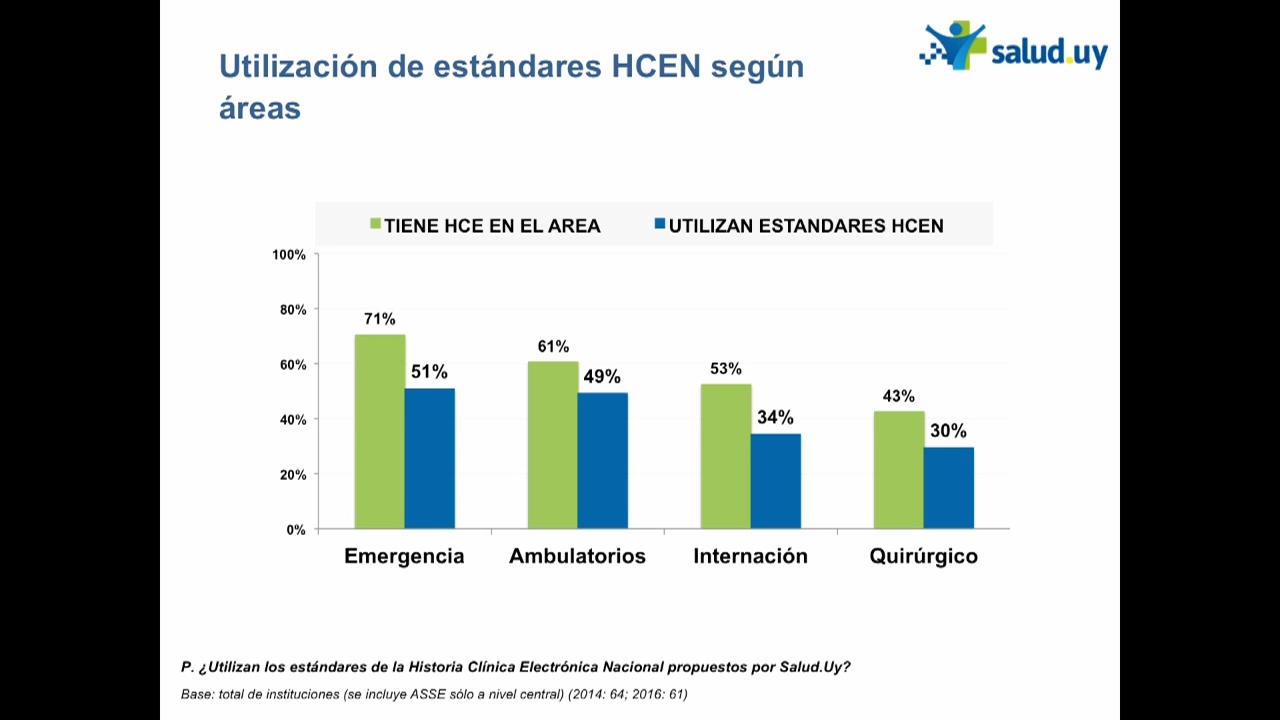 Utilización de estándares HCEN según
áreas
salud.uy
TIENE HCE EN EL AREA
UTILIZAN ESTANDARES HCEN
100%
80%
60%
40%
20%
0%
71%
51%
61%
49%
53%
34%
43%
30%
Emergencia
Ambulatorios
Internación
Quirúrgico
P. ¿Utilizan los estándares de la Historia Clínica Electrónica Nacional propuestos por Salud.Uy?
Base: total de instituciones (se incluye ASSE sólo a nivel central) (2014: 64; 2016: 61)